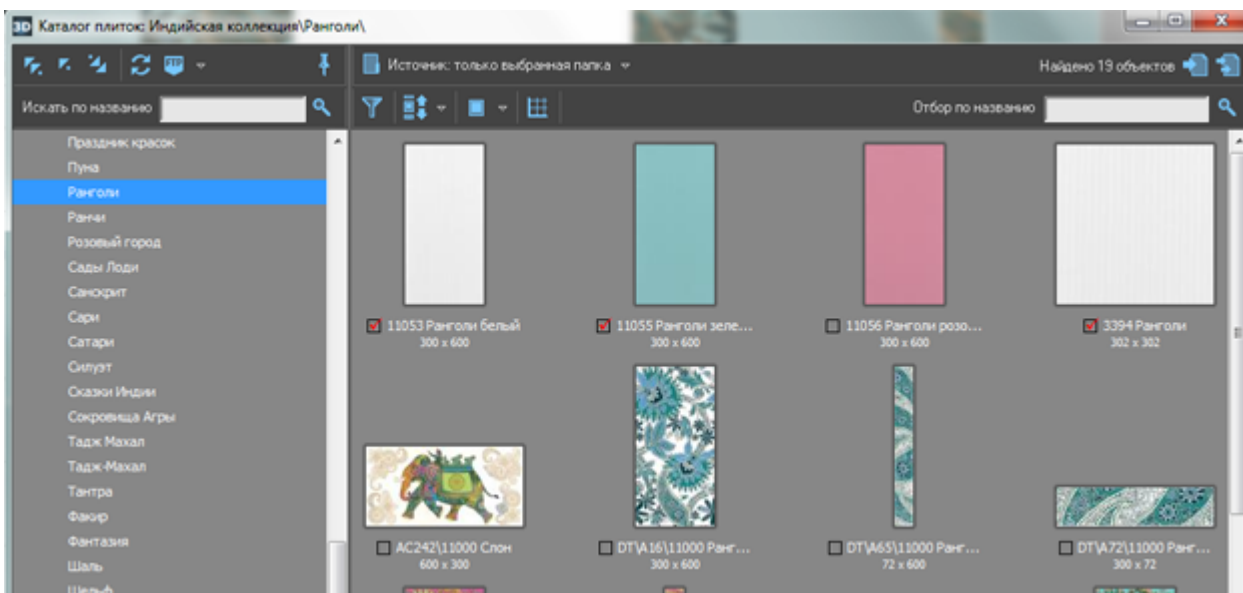 3D Каталог плиток: Индийская коллекция\Ранголи\
FTP
Источник: только выбранная папка
Найдено 19 объектов
Искать по названию
Отбор по названию
Праздник красок
Пуна
Ранголи
Ранчи
Розовый город
Сады Лоди
Санскрит
Сари
Сатари
Силуэт
Сказки Индии
Сокровища Агры
Тадж Махал
Тадж-Махал
Тантра
Факир
Фантазия
Шаль
Шельф
11053 Ранголи белый
300 x 600
11055 Ранголи зеле...
300 x 600
11056 Ранголи розо...
300 x 600
3394 Ранголи
302 x 302
AC242\11000 Слон
600 x 300
DT\A16\11000 Ранг...
300 x 600
DT\A65\11000 Ранг...
72 x 600
DT\A72\11000 Ранг...
300 x 72